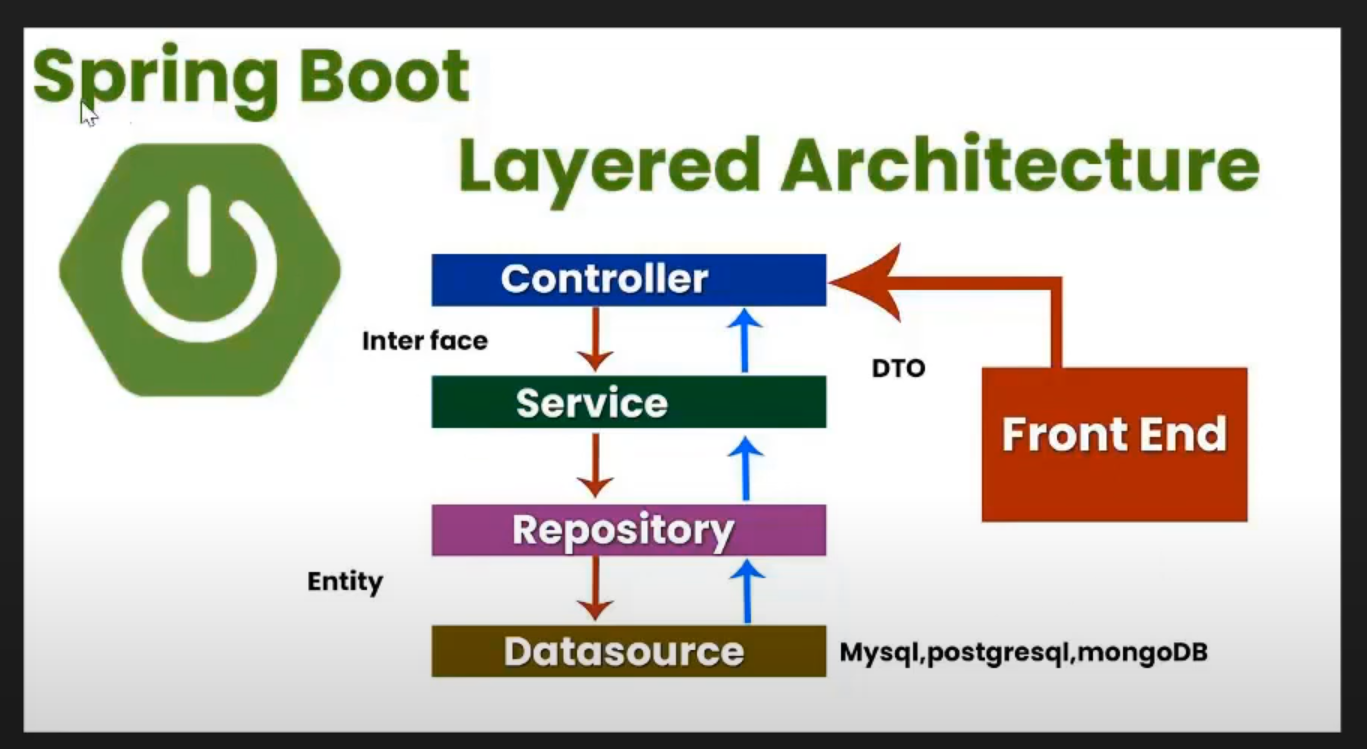 Spring Boot
Layered Architecture
Controller
Inter face
DTO
Service
Front End
Repository
Entity
Datasource
Mysql,postgresql,mongoDB